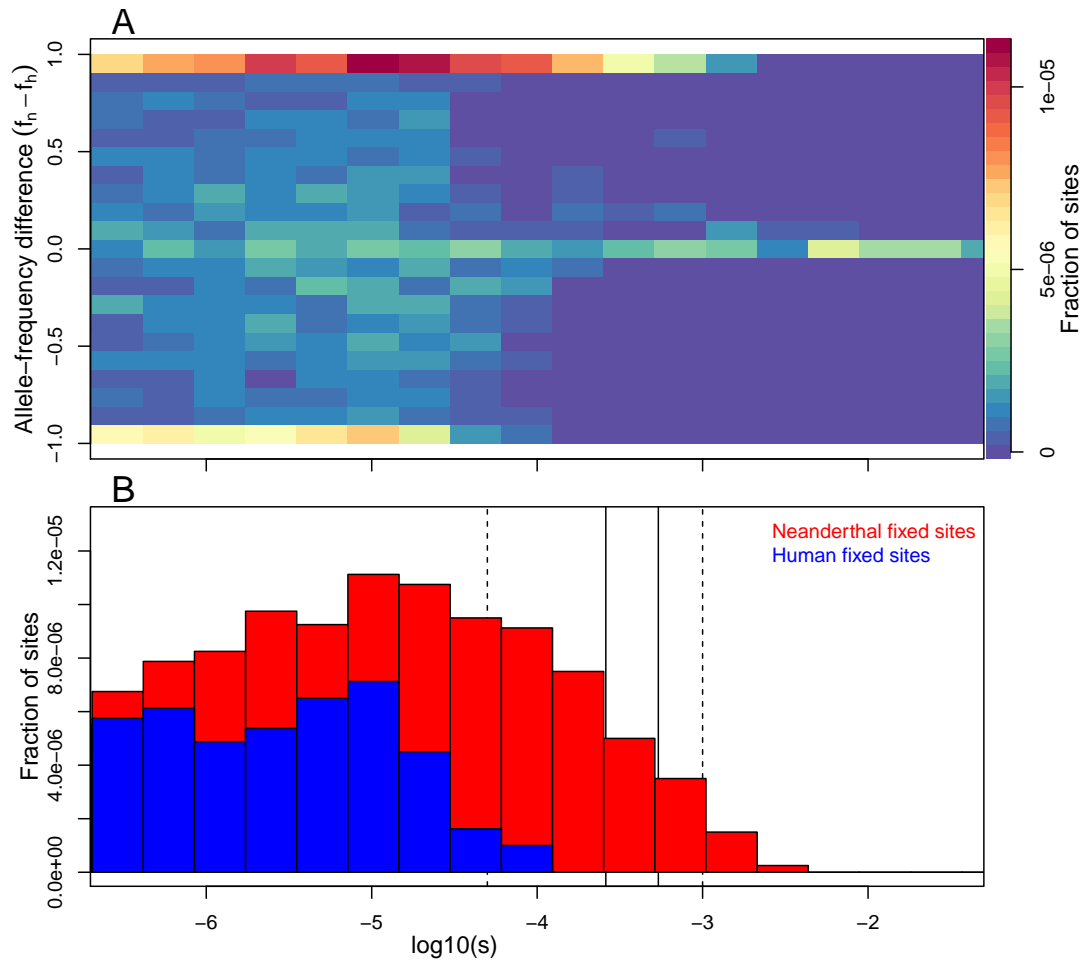 A
Allele−frequency difference (fn − fh)
1.0
0.5
0.0
−0.5
−1.0
1e−05
5e−06
0
Fraction of sites
B
Neanderthal fixed sites
Human fixed sites
Fraction of sites
1.2e−05
8.0e−06
4.0e−06
0.0e+00
−6
−5
−4
−3
−2
log10(s)